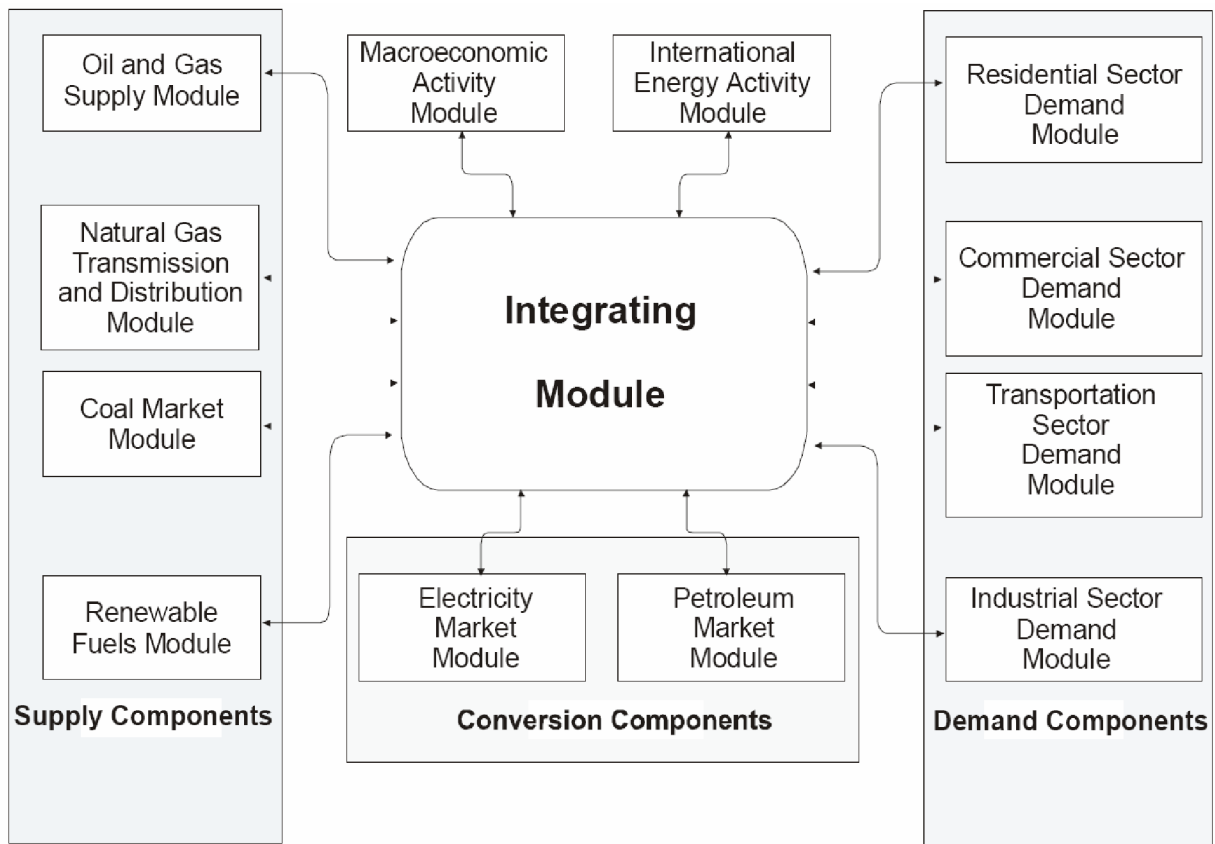 Oil and Gas
Supply Module
Natural Gas
Transmission
and Distribution
Module
Coal Market
Module
Renewable
Fuels Module
Supply Components
Macroeconomic
Activity
Module
International
Energy Activity
Module
Integrating
Module
Electricity
Market
Module
Petroleum
Market
Module
Conversion Components
Residential Sector
Demand
Module
Commercial Sector
Demand
Module
Transportation
Sector
Demand
Module
Industrial Sector
Demand
Module
Demand Components